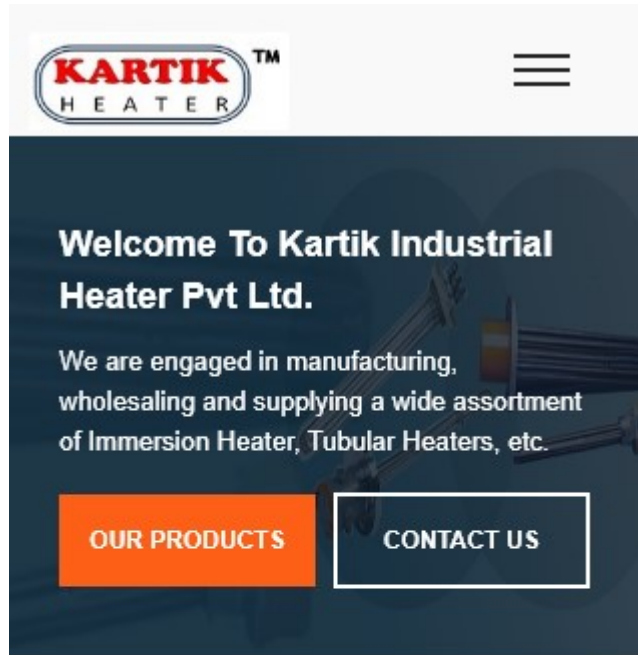 KARTIK ™
HEATER
Welcome To Kartik Industrial
Heater Pvt Ltd.
We are engaged in manufacturing,
wholesaling and supplying a wide assortment
of Immersion Heater, Tubular Heaters, etc.
OUR PRODUCTS
CONTACT US